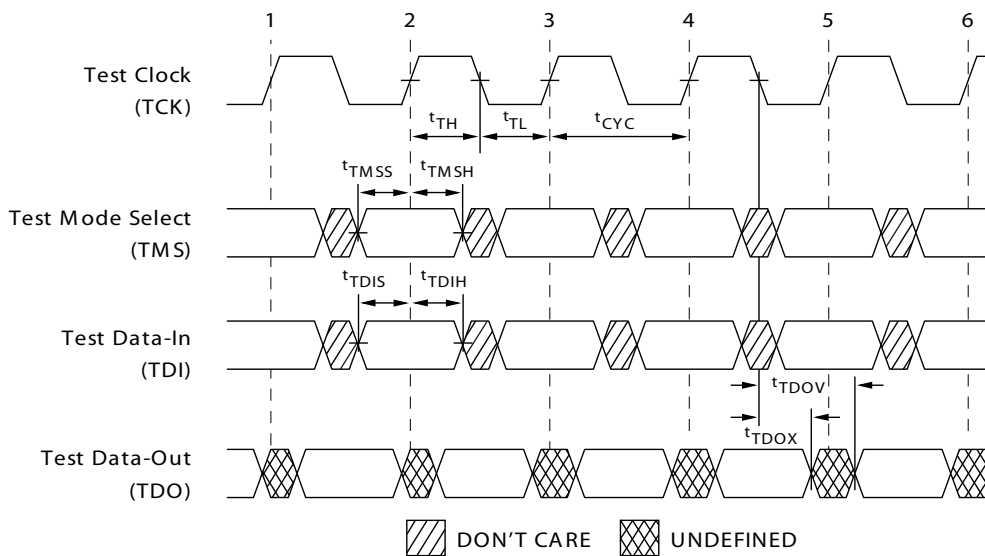 1 2 3 4 5 6
Test Clock
(TCK)
tTH tTL tCYC
tTMSS tTMSH
Test Mode Select
(TMS)
tTDIS tTDIH
Test Data-In
(TDI)
tTDOV
tTDOX
Test Data-Out
(TDO)
DON'T CARE UNDEFINED